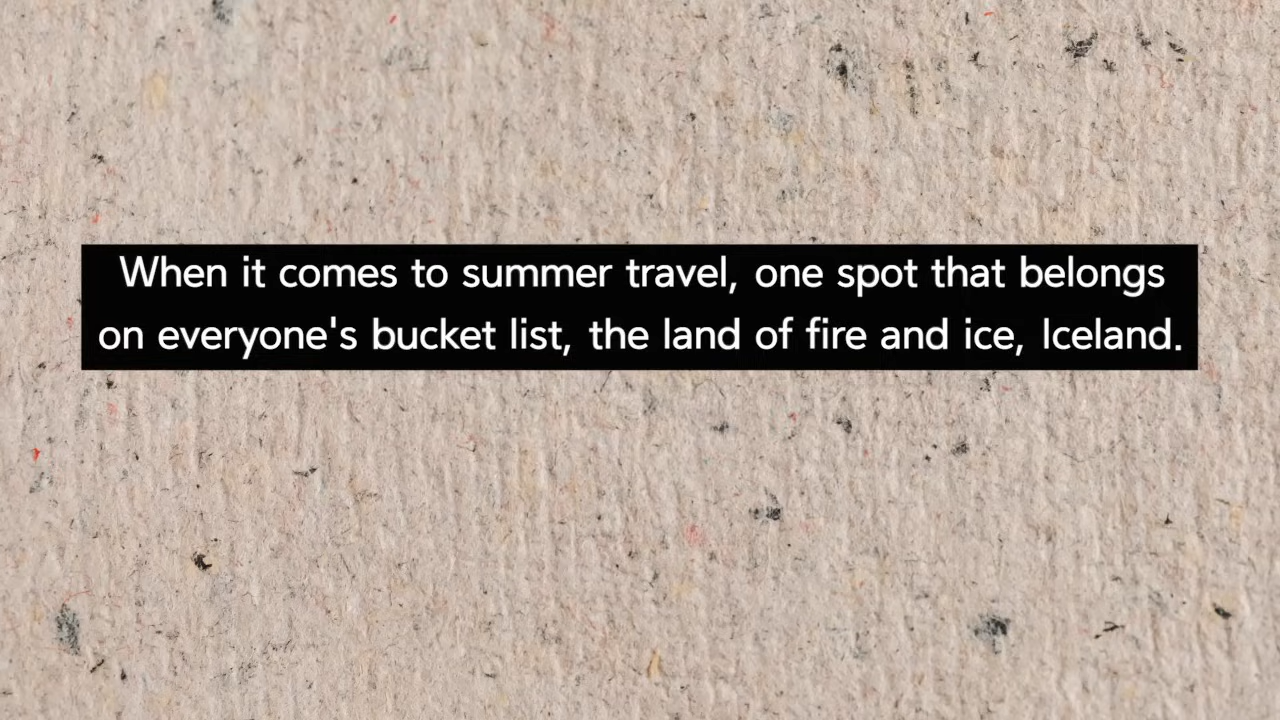 When it comes to summer travel, one spot that belongs
on everyone's bucket list, the land of fire and ice, Iceland.